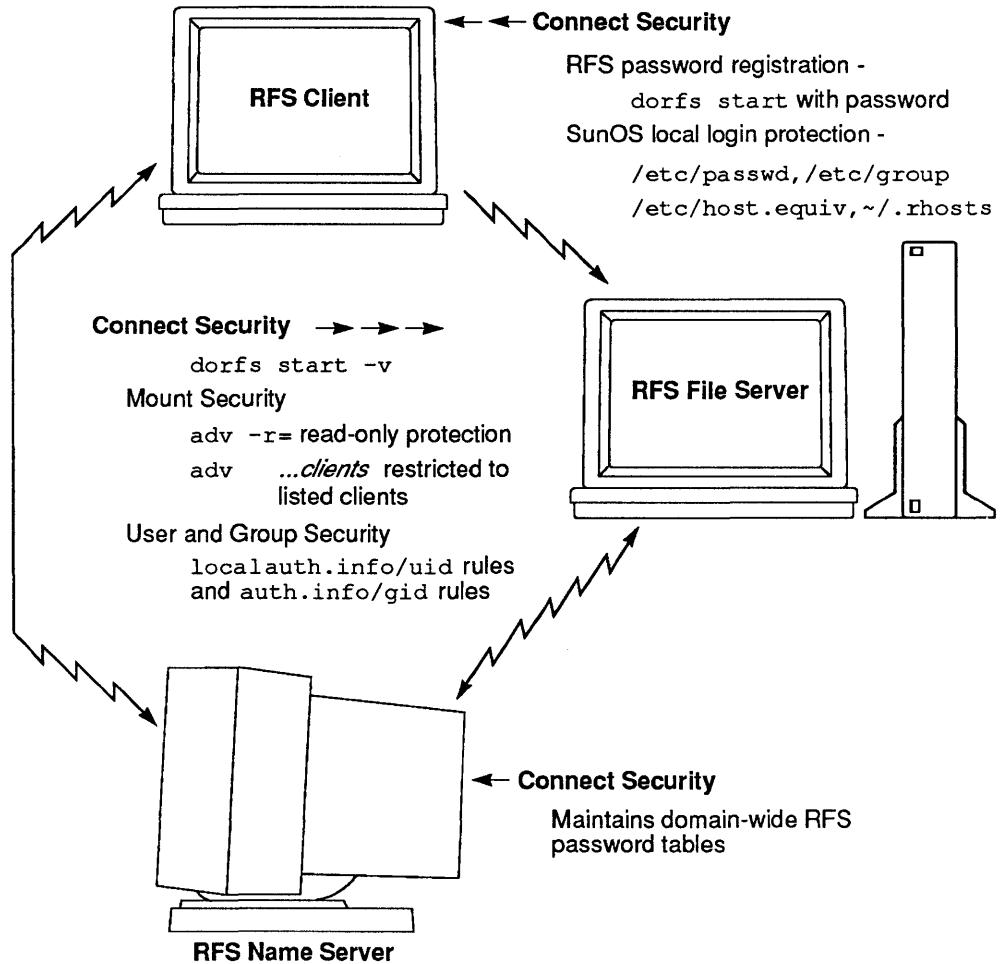 Connect Security
RFS password registration -
dorfs start with password
SunOS local login protection -
/etc/passwd,/etc/group
/etc/host.equiv,~/.rhosts
RFS Client
Connect Security
dorfs start -v
Mount Security
adv -r= read-only protection
adv ...clients restricted to
listed clients
User and Group Security
localauth.info/uid rules
and auth.info/gid rules
RFS File Server
Connect Security
Maintains domain-wide RFS
password tables
RFS Name Server